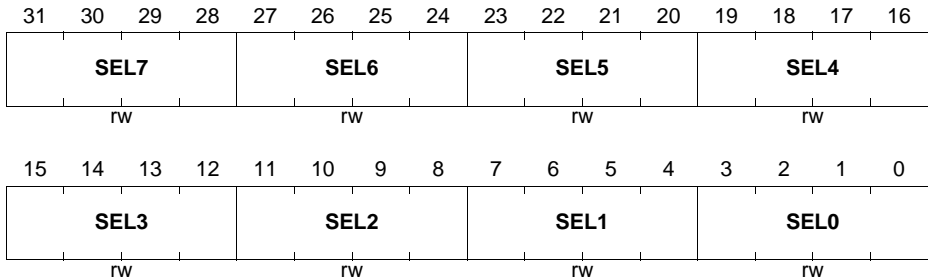 31 30 29 28 27 26 25 24 23 22 21 20 19 18 17 16
SEL7 SEL6 SEL5 SEL4
rw rw rw rw
15 14 13 12 11 10 9 8 7 6 5 4 3 2 1 0
SEL3 SEL2 SEL1 SEL0
rw rw rw rw